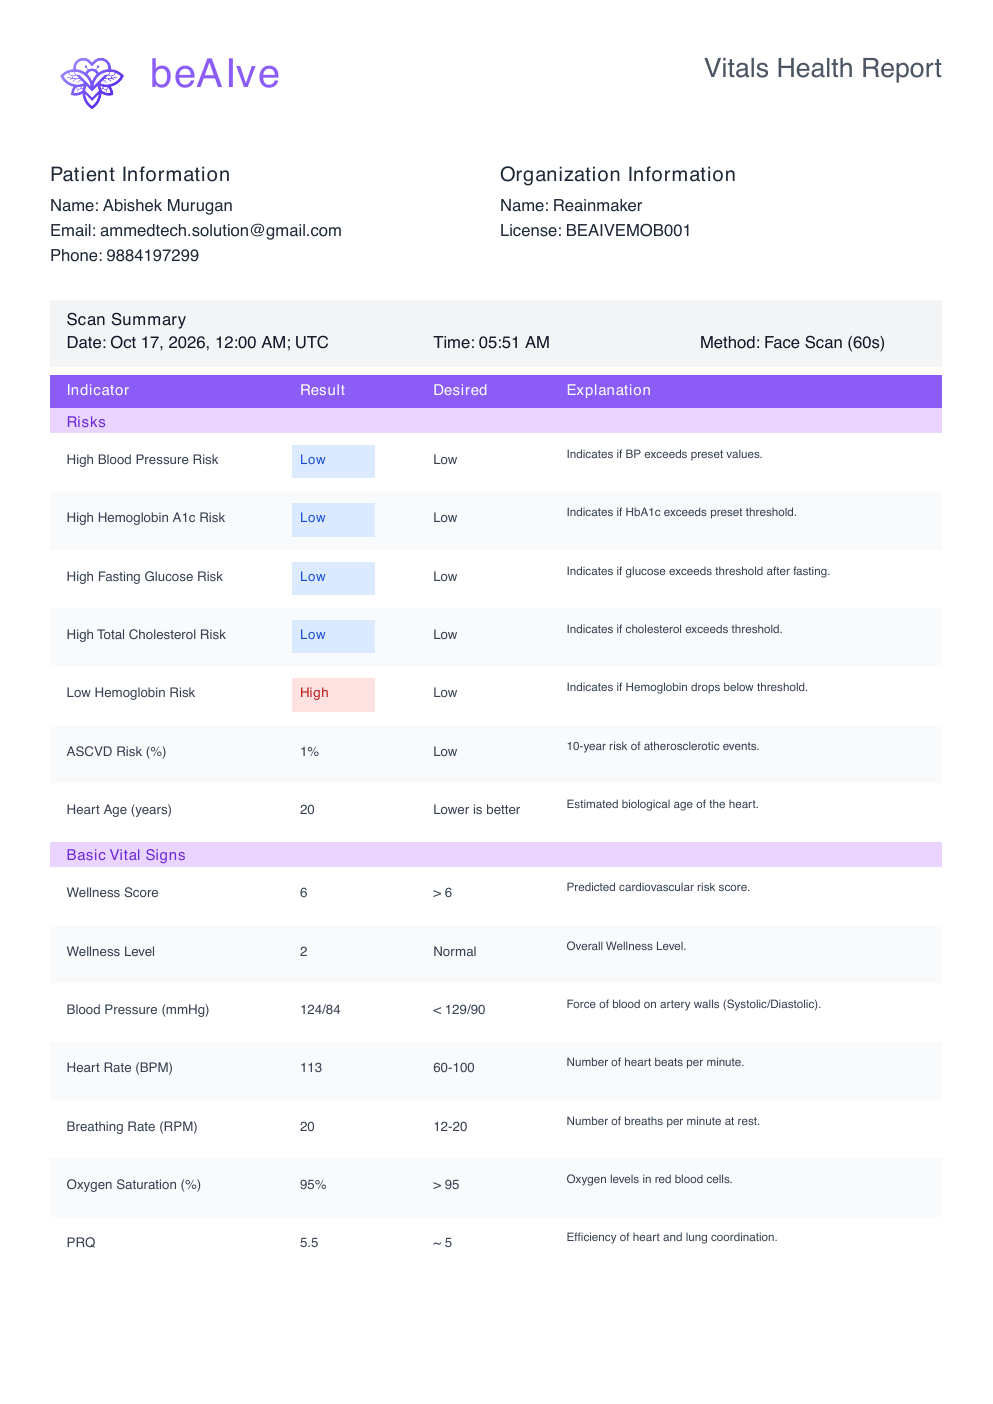 beAIve
Vitals Health Report
Patient Information
Name: Abishek Murugan
Email: ammedtech.solution@gmail.com
Phone: 9884197299
Organization Information
Name: Reainmaker
License: BEAIVEMOB001
Scan Summary
Date: Oct 17, 2026, 12:00 AM; UTC Time: 05:51 AM Method: Face Scan (60s)
Indicator Result Desired Explanation
Risks
High Blood Pressure Risk Low Low Indicates if BP exceeds preset values.
High Hemoglobin A1c Risk Low Low Indicates if HbA1c exceeds preset threshold.
High Fasting Glucose Risk Low Low Indicates if glucose exceeds threshold after fasting.
High Total Cholesterol Risk Low Low Indicates if cholesterol exceeds threshold.
Low Hemoglobin Risk High Low Indicates if Hemoglobin drops below threshold.
ASCVD Risk (%) 1% Low 10-year risk of atherosclerotic events.
Heart Age (years) 20 Lower is better Estimated biological age of the heart.
Basic Vital Signs
Wellness Score 6 > 6 Predicted cardiovascular risk score.
Wellness Level 2 Normal Overall Wellness Level.
Blood Pressure (mmHg) 124/84 < 129/90 Force of blood on artery walls (Systolic/Diastolic).
Heart Rate (BPM) 113 60-100 Number of heart beats per minute.
Breathing Rate (RPM) 20 12-20 Number of breaths per minute at rest.
Oxygen Saturation (%) 95% > 95 Oxygen levels in red blood cells.
PRQ 5.5 ~ 5 Efficiency of heart and lung coordination.